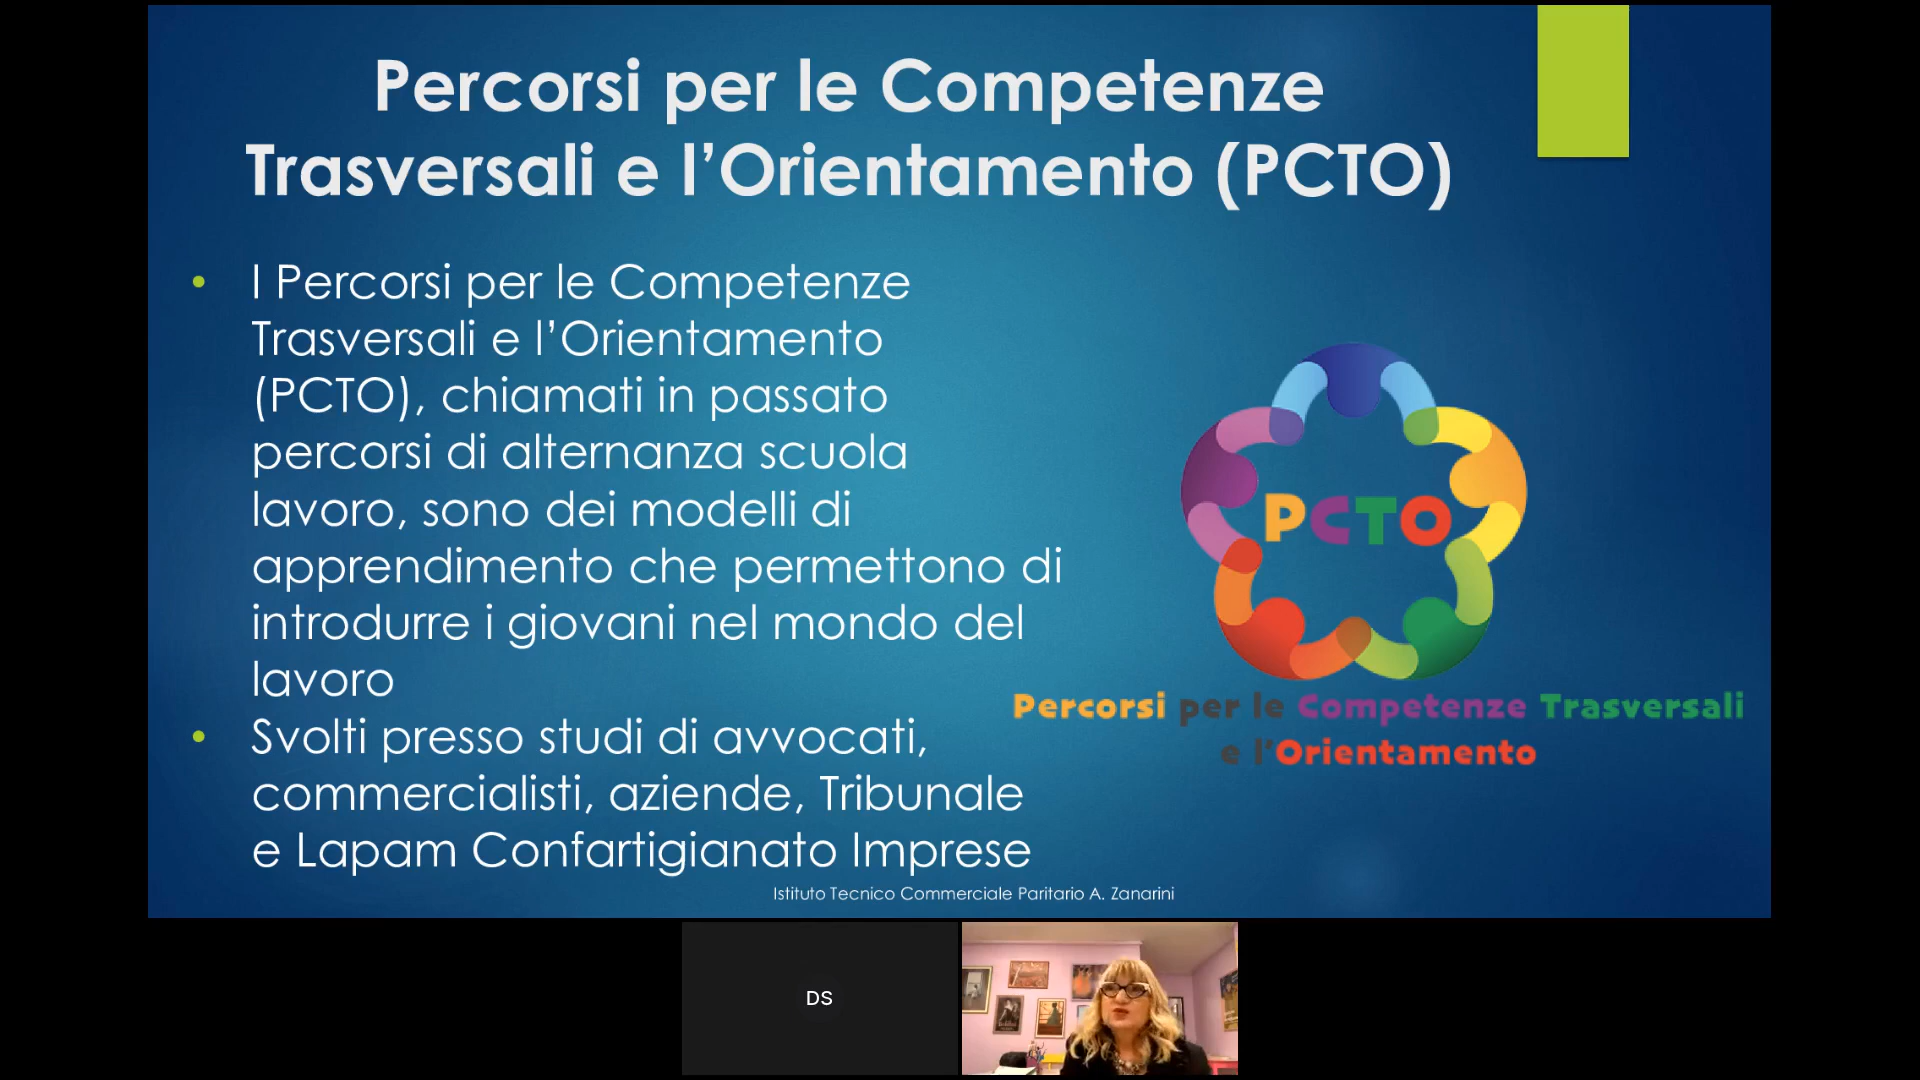 Percorsi per le Competenze
Trasversali e l’Orientamento (PCTO)
• I Percorsi per le Competenze
Trasversali e l’Orientamento
(PCTO), chiamati in passato
percorsi di alternanza scuola
lavoro, sono dei modelli di
apprendimento che permettono di
introdurre i giovani nel mondo del
lavoro
• Svolti presso studi di avvocati,
commercialisti, aziende, Tribunale
e Lapam Confartigianato Imprese
PCTO
Percorsi per le Competenze Trasversali
e l’Orientamento
Istituto Tecnico Commerciale Paritario A. Zanarini
DS